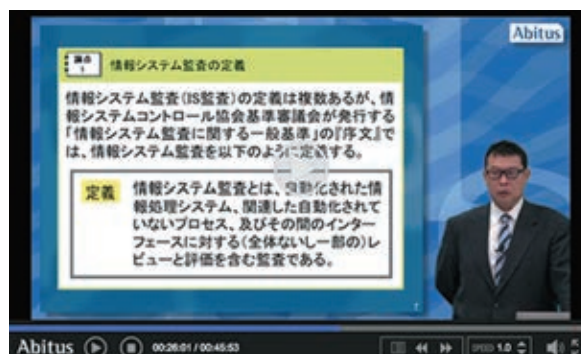 Abitus
論点
1
情報システム監査の定義
情報システム監査(IS監査)の定義は複数あるが、情
報システムコントロール協会基準審議会が発行する
「情報システム監査に関する一般基準」の『序文』で
は、情報システム監査を以下のように定義する。
定義
情報システム監査とは、自動化された情
報処理システム、関連した自動化されて
いないプロセス、及びその間のインター
フェースに対する(全体ないし一部の)レ
ビューと評価を含む監査である。
7
Abitus
00:26:01 / 00:45:53
SPEED 1.0